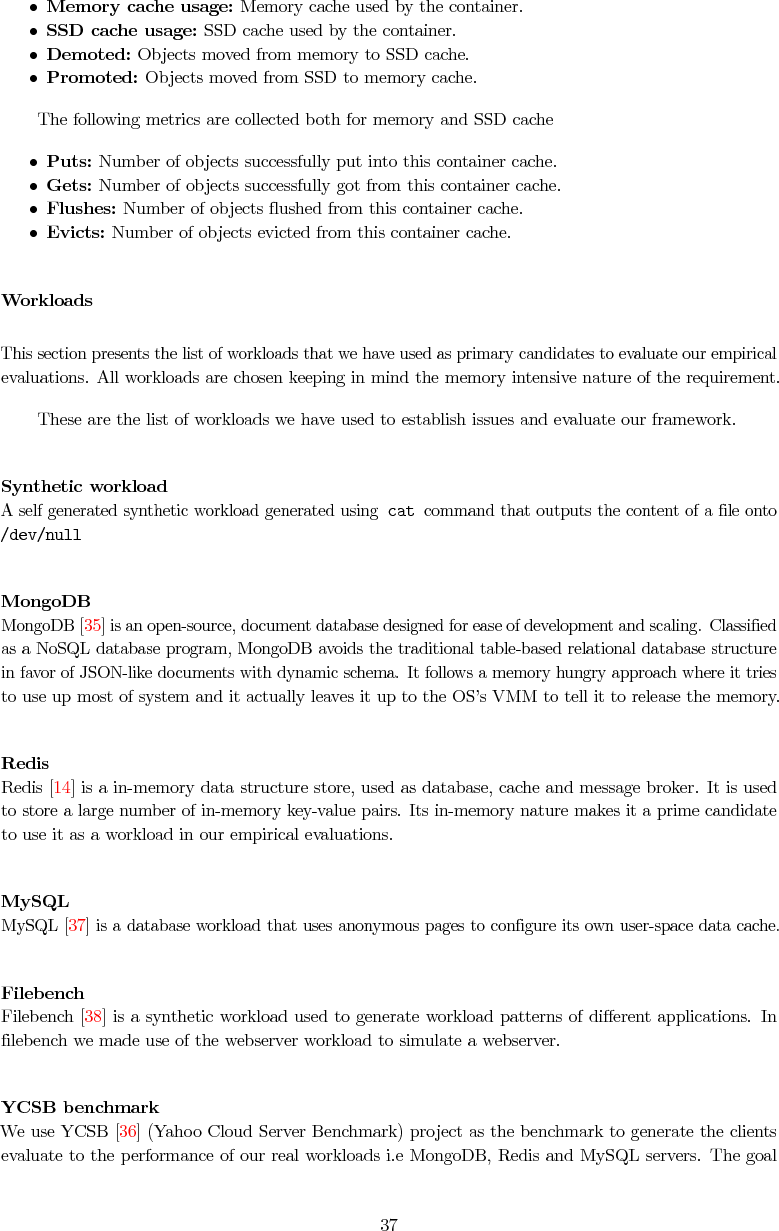 • Memory cache usage: Memory cache used by the container.
• SSD cache usage: SSD cache used by the container.
• Demoted: Objects moved from memory to SSD cache.
• Promoted: Objects moved from SSD to memory cache.
The following metrics are collected both for memory and SSD cache
• Puts: Number of objects successfully put into this container cache.
• Gets: Number of objects successfully got from this container cache.
• Flushes: Number of objects flushed from this container cache.
• Evicts: Number of objects evicted from this container cache.
Workloads
This section presents the list of workloads that we have used as primary candidates to evaluate our empirical
evaluations. All workloads are chosen keeping in mind the memory intensive nature of the requirement.
These are the list of workloads we have used to establish issues and evaluate our framework.
Synthetic workload
A self generated synthetic workload generated using cat command that outputs the content of a file onto
/dev/null
MongoDB
MongoDB [35] is an open-source, document database designed for ease of development and scaling. Classified
as a NoSQL database program, MongoDB avoids the traditional table-based relational database structure
in favor of JSON-like documents with dynamic schema. It follows a memory hungry approach where it tries
to use up most of system and it actually leaves it up to the OS's VMM to tell it to release the memory.
Redis
Redis [14] is a in-memory data structure store, used as database, cache and message broker. It is used
to store a large number of in-memory key-value pairs. Its in-memory nature makes it a prime candidate
to use it as a workload in our empirical evaluations.
MySQL
MySQL [37] is a database workload that uses anonymous pages to configure its own user-space data cache.
Filebench
Filebench [38] is a synthetic workload used to generate workload patterns of different applications. In
filebench we made use of the webserver workload to simulate a webserver.
YCSB benchmark
We use YCSB [36] (Yahoo Cloud Server Benchmark) project as the benchmark to generate the clients
evaluate to the performance of our real workloads i.e MongoDB, Redis and MySQL servers. The goal
37